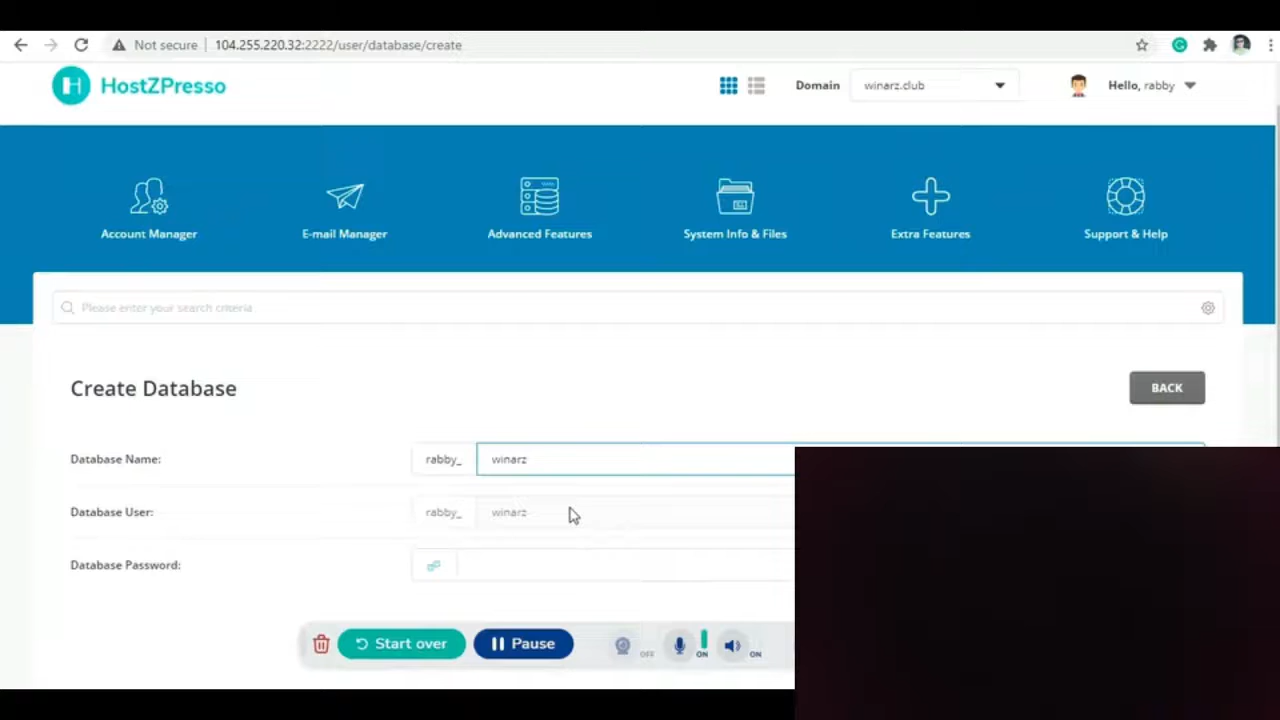 Not secure 104.255.220.32:2222/user/database/create
HostZPresso Domain winarz.club Hello, rabby
Account Manager E-mail Manager Advanced Features System Info & Files Extra Features Support & Help
Please enter your search criteria
Create Database BACK
Database Name: rabby_ winarz
Database User: rabby_ winarz
Database Password:
Start over Pause OFF ON ON